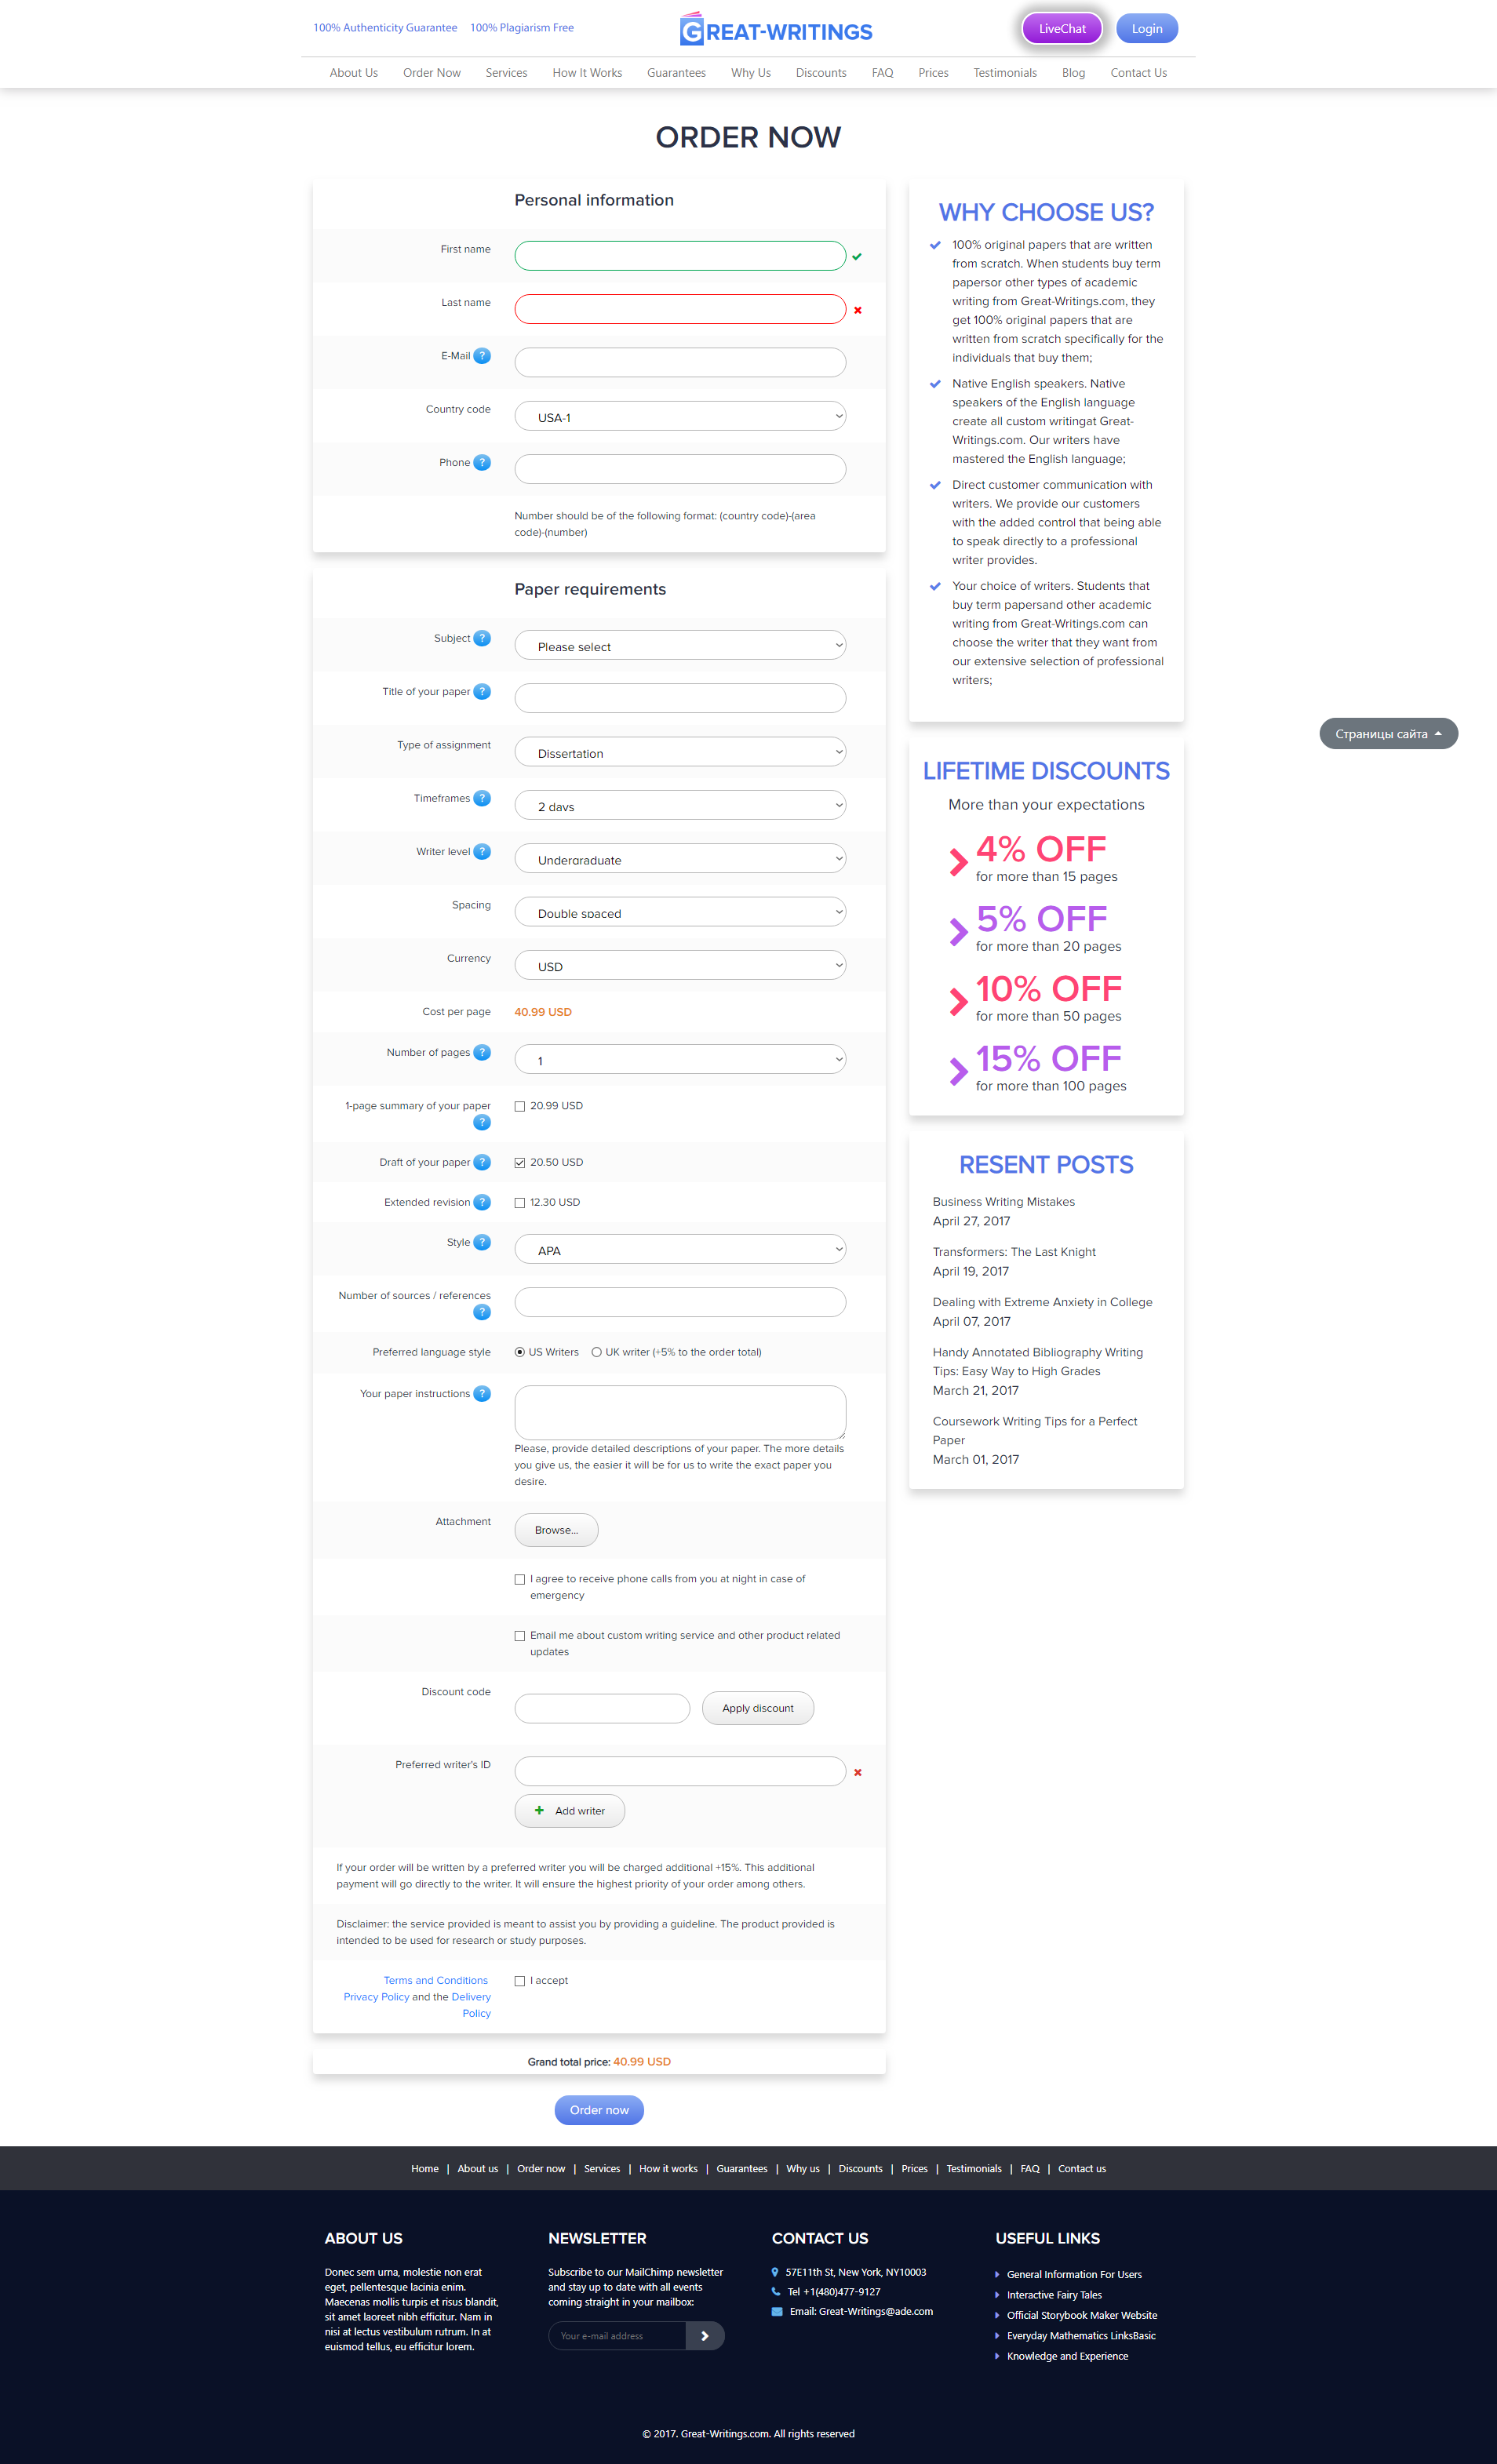 100% Authenticity Guarantee 100% Plagiarism Free
GREAT-WRITINGS
LiveChat Login
About Us Order Now Services How It Works Guarantees Why Us Discounts FAQ Prices Testimonials Blog Contact Us
ORDER NOW
Personal information
First name
Last name
E-Mail ?
Country code USA-1
Phone ?
Number should be of the following format: (country code)-(area
code)-(number)
Paper requirements
Subject ? Please select
Title of your paper ?
Type of assignment Dissertation
Timeframes ? 2 days
Writer level ? Undergraduate
Spacing Double spaced
Currency USD
Cost per page 40.99 USD
Number of pages ? 1
1-page summary of your paper 20.99 USD
?
Draft of your paper ? 20.50 USD
Extended revision ? 12.30 USD
Style ? APA
Number of sources / references
?
Preferred language style US Writers UK writer (+5% to the order total)
Your paper instructions ?
Please, provide detailed descriptions of your paper. The more details
you give us, the easier it will be for us to write the exact paper you
desire.
Attachment Browse...
I agree to receive phone calls from you at night in case of
emergency
Email me about custom writing service and other product related
updates
Discount code Apply discount
Preferred writer's ID
Add writer
If your order will be written by a preferred writer you will be charged additional +15%. This additional
payment will go directly to the writer. It will ensure the highest priority of your order among others.
Disclaimer: the service provided is meant to assist you by providing a guideline. The product provided is
intended to be used for research or study purposes.
Terms and Conditions I accept
Privacy Policy and the Delivery
Policy
Grand total price: 40.99 USD
Order now
WHY CHOOSE US?
100% original papers that are written
from scratch. When students buy term
papersor other types of academic
writing from Great-Writings.com, they
get 100% original papers that are
written from scratch specifically for the
individuals that buy them;
Native English speakers. Native
speakers of the English language
create all custom writingat Great-
Writings.com. Our writers have
mastered the English language;
Direct customer communication with
writers. We provide our customers
with the added control that being able
to speak directly to a professional
writer provides.
Your choice of writers. Students that
buy term papersand other academic
writing from Great-Writings.com can
choose the writer that they want from
our extensive selection of professional
writers;
Страницы сайта
LIFETIME DISCOUNTS
More than your expectations
4% OFF
for more than 15 pages
5% OFF
for more than 20 pages
10% OFF
for more than 50 pages
15% OFF
for more than 100 pages
RESENT POSTS
Business Writing Mistakes
April 27, 2017
Transformers: The Last Knight
April 19, 2017
Dealing with Extreme Anxiety in College
April 07, 2017
Handy Annotated Bibliography Writing
Tips: Easy Way to High Grades
March 21, 2017
Coursework Writing Tips for a Perfect
Paper
March 01, 2017
Home | About us | Order now | Services | How it works | Guarantees | Why us | Discounts | Prices | Testimonials | FAQ | Contact us
ABOUT US
Donec sem urna, molestie non erat
eget, pellentesque lacinia enim.
Maecenas mollis turpis et risus blandit,
sit amet laoreet nibh efficitur. Nam in
nisi at lectus vestibulum rutrum. In at
euismod tellus, eu efficitur lorem.
NEWSLETTER
Subscribe to our MailChimp newsletter
and stay up to date with all events
coming straight in your mailbox:
Your e-mail address
CONTACT US
57E11th St, New York, NY10003
Tel +1(480)477-9127
Email: Great-Writings@ade.com
USEFUL LINKS
General Information For Users
Interactive Fairy Tales
Official Storybook Maker Website
Everyday Mathematics LinksBasic
Knowledge and Experience
© 2017. Great-Writings.com. All rights reserved